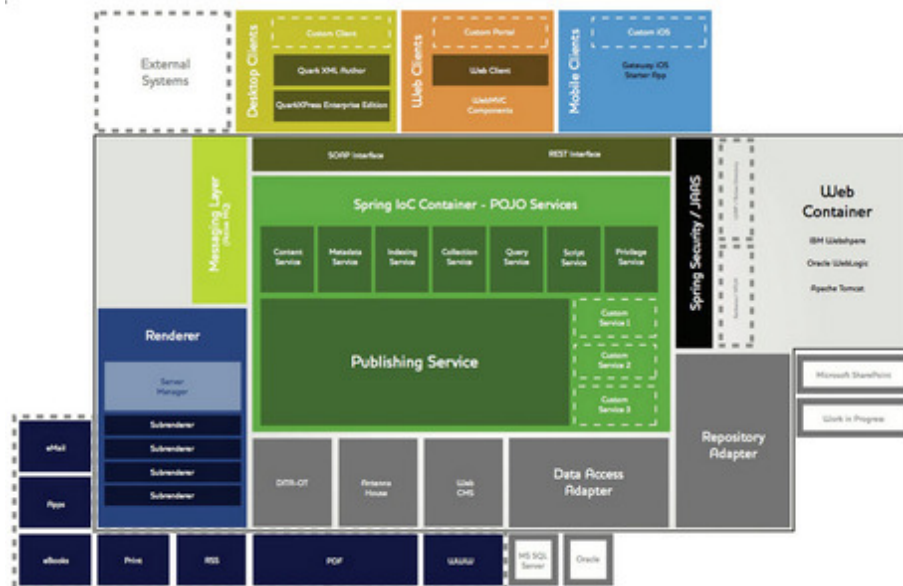 External
Systems
Desktop Clients
Custom Client
Quark XML Author
QuarkXPress Enterprise Edition
Web Clients
Custom Portal
Web Client
WebMVC
Components
Mobile Clients
Custom iOS
Gateway iOS
Starter App
Messaging Layer
SOAP Interface
REST Interface
Spring IoC Container - POJO Services
Content
Service
Metadata
Service
Indexing
Service
Collection
Service
Query
Service
Script
Service
Privilege
Service
Publishing Service
Custom
Service 1
Custom
Service 2
Custom
Service 3
Spring Security / JAAS
Web
Container
IBM Webshpere
Oracle WebLogic
Apache Tomcat
Renderer
Server
Manager
Subrenderer
Subrenderer
Subrenderer
Subrenderer
DITA-OT
Antenna
House
Web
CMS
Data Access
Adapter
Repository
Adapter
Microsoft SharePoint
Work in Progress
eMail
Apps
eBooks
Print
RSS
PDF
WWW
MS SQL
Server
Oracle